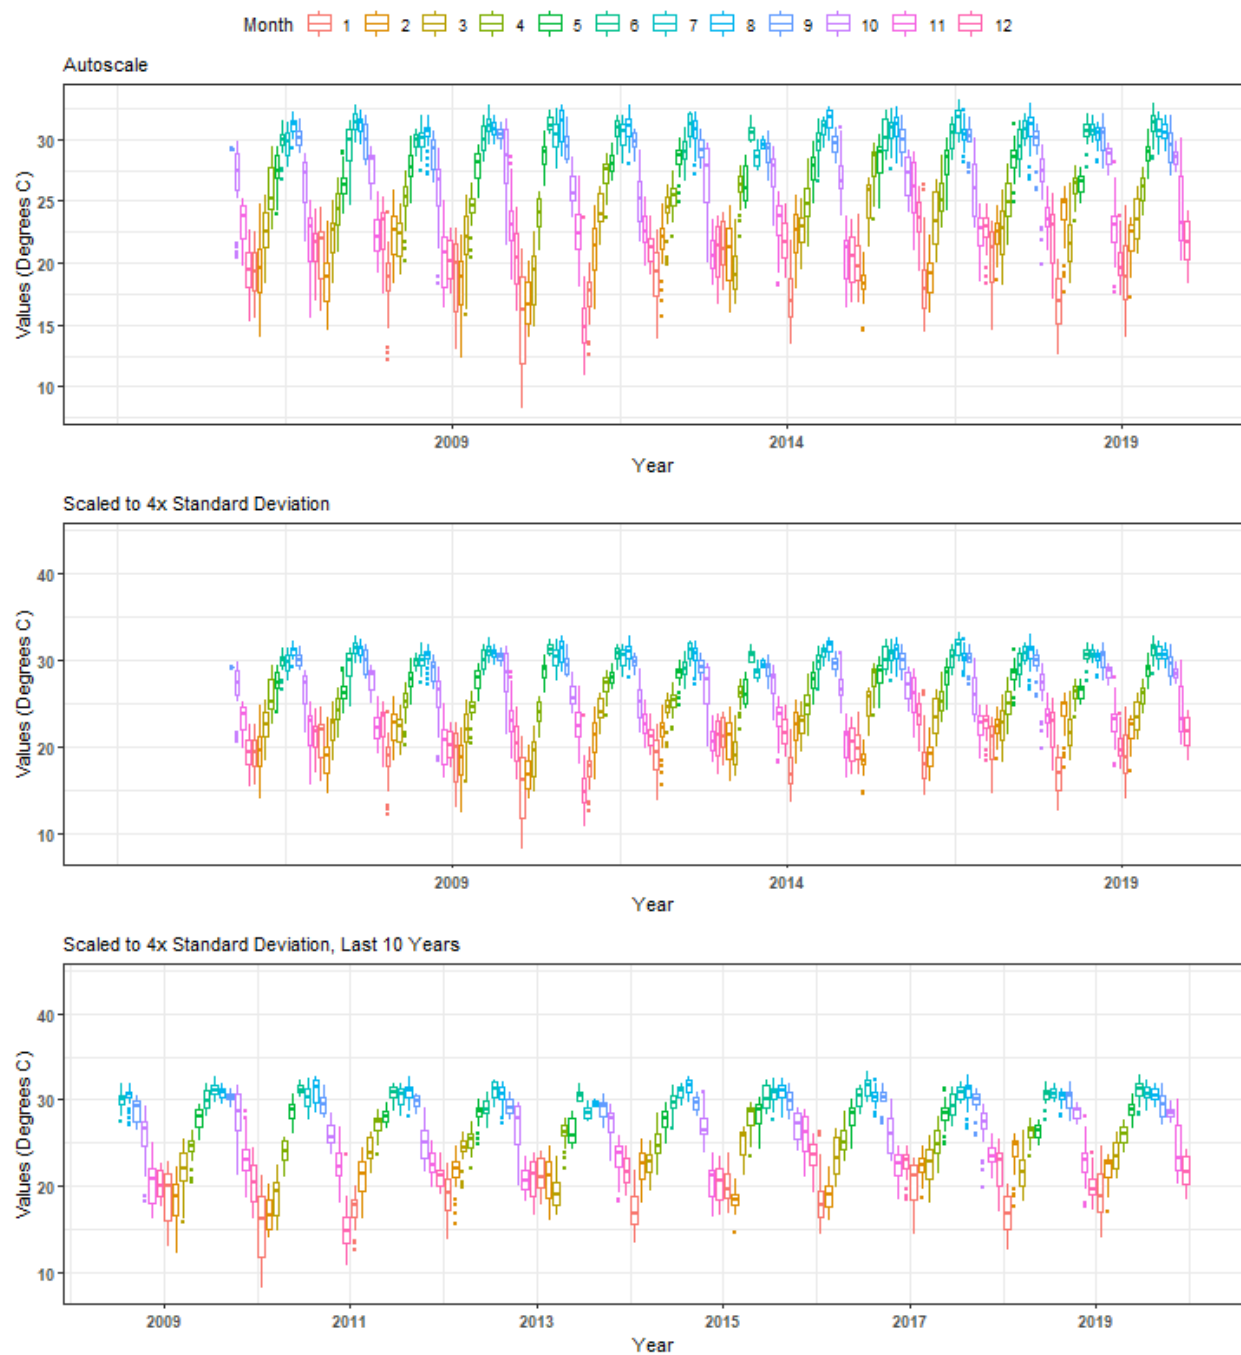 Month 1 2 3 4 5 6 7 8 9 10 11 12
Autoscale
Values (Degrees C)
30
25
20
15
10
2009 2014 2019
Year
Scaled to 4x Standard Deviation
Values (Degrees C)
40
30
20
10
2009 2014 2019
Year
Scaled to 4x Standard Deviation, Last 10 Years
Values (Degrees C)
40
30
20
10
2009 2011 2013 2015 2017 2019
Year